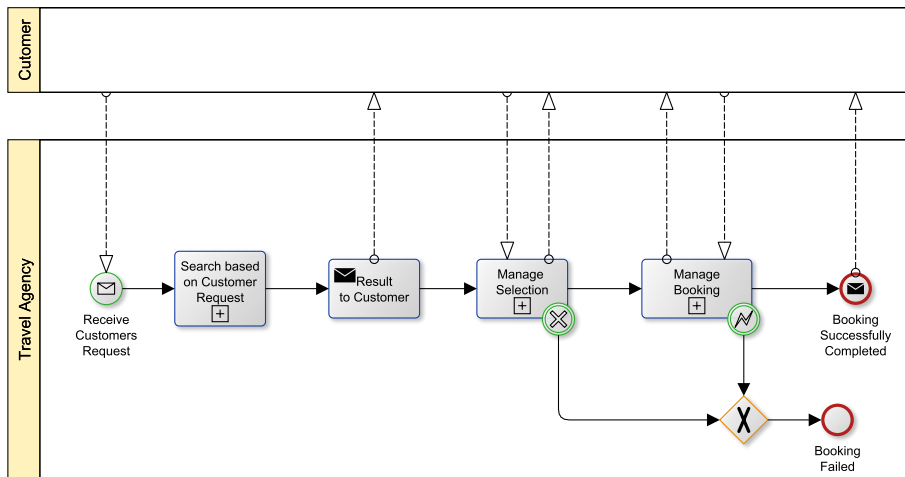 Cutomer
Travel Agency
Receive
Customers
Request
Search based
on Customer
Request
Result
to Customer
Manage
Selection
Manage
Booking
Booking
Successfully
Completed
Booking
Failed